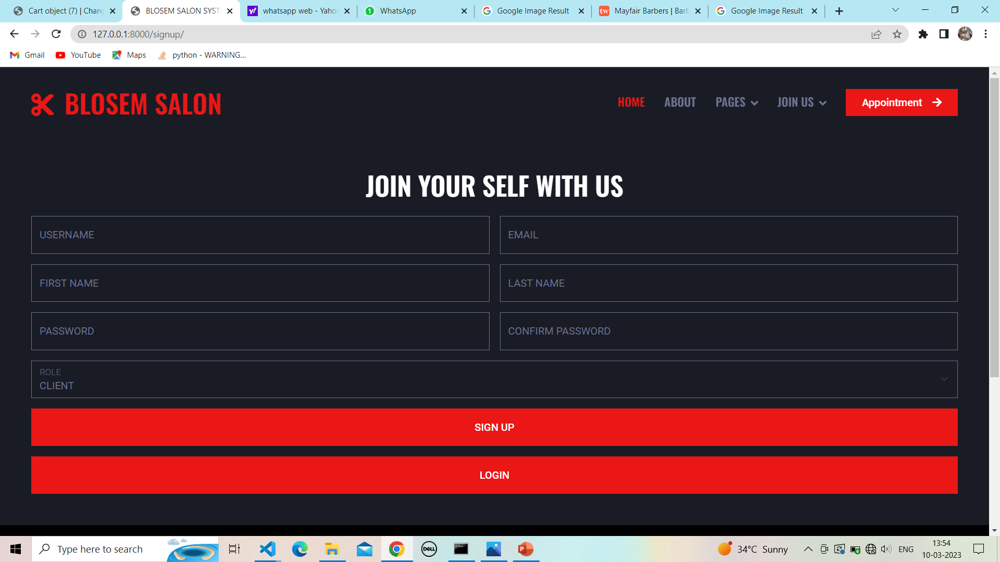 Cart object (7) | Chang
BLOSEM SALON SYST
whatsapp web - Yahoo
WhatsApp
Google Image Result
Mayfair Barbers | Barb
Google Image Result
127.0.0.1:8000/signup/
Gmail
YouTube
Maps
python - WARNING...
BLOSEM SALON
HOME
ABOUT
PAGES
JOIN US
Appointment
JOIN YOUR SELF WITH US
USERNAME
EMAIL
FIRST NAME
LAST NAME
PASSWORD
CONFIRM PASSWORD
ROLE
CLIENT
SIGN UP
LOGIN
Type here to search
DELL
34°C Sunny
ENG
13:54
10-03-2023